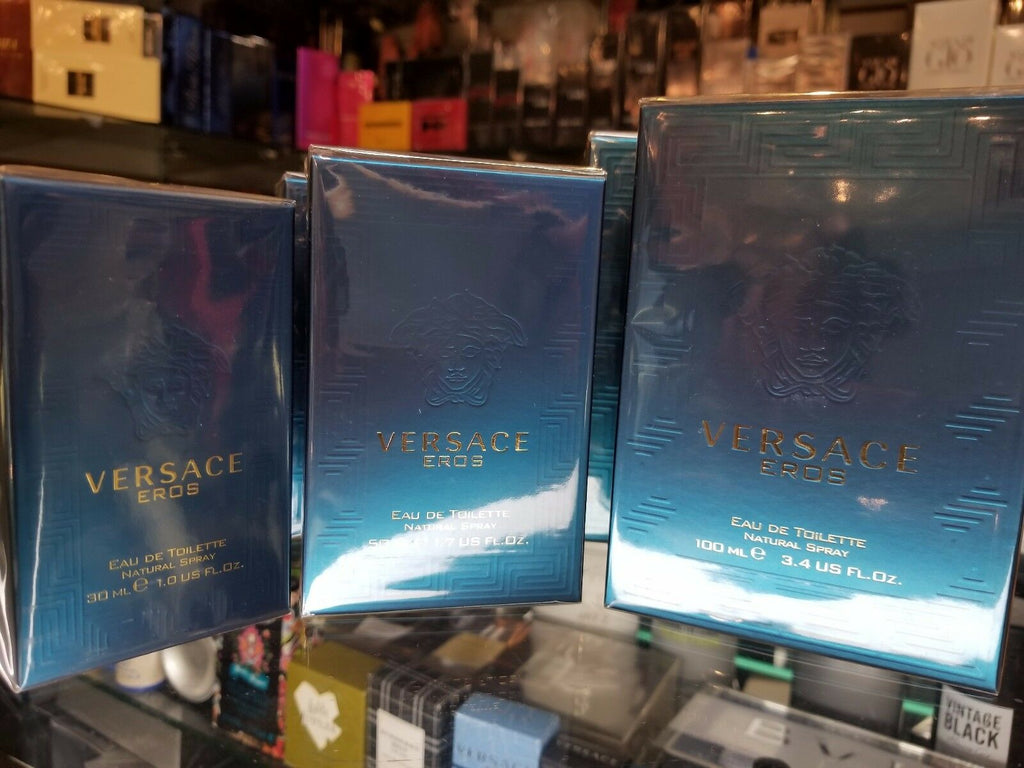 VERSACE
EROS
EAU DE TOILETTE
NATURAL SPRAY
30 ML e 1.0 US FL.OZ.
VERSACE
EROS
EAU DE TOILETTE
NATURAL SPRAY
1.7 US FL.OZ.
VERSACE
EROS
EAU DE TOILETTE
NATURAL SPRAY
100 ML e 3.4 US FL.OZ.
GIO
VERSACE
VINTAGE
BLACK